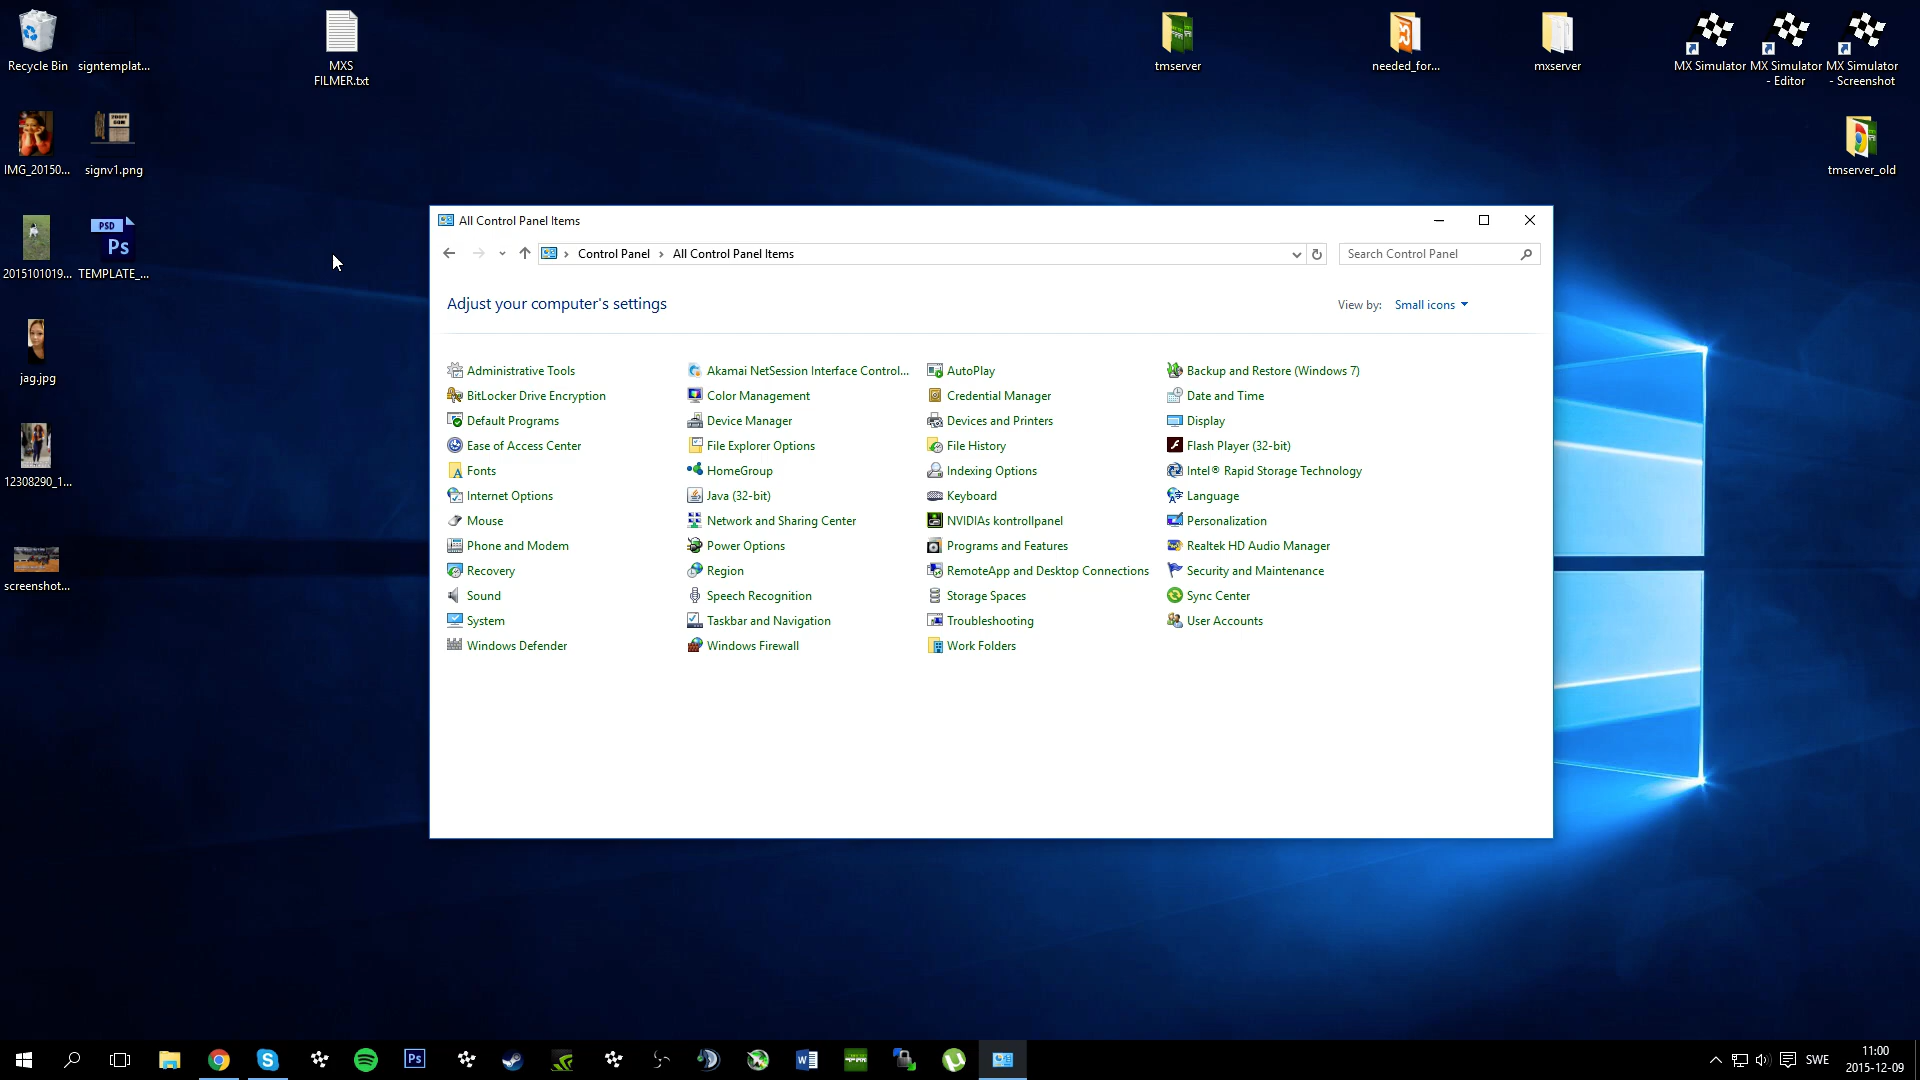 Recycle Bin
signtemplat...
MXS
FILMER.txt
tmserver
needed_for...
mxserver
MX Simulator
MX Simulator
- Editor
MX Simulator
- Screenshot
IMG_20150...
signv1.png
tmserver_old
2015101019...
PSD
Ps
TEMPLATE_...
jag.jpg
12308290_1...
screenshot...
All Control Panel Items
Control Panel
All Control Panel Items
Search Control Panel
Adjust your computer's settings
View by:
Small icons
Administrative Tools
Akamai NetSession Interface Control...
AutoPlay
Backup and Restore (Windows 7)
BitLocker Drive Encryption
Color Management
Credential Manager
Date and Time
Default Programs
Device Manager
Devices and Printers
Display
Ease of Access Center
File Explorer Options
File History
Flash Player (32-bit)
Fonts
HomeGroup
Indexing Options
Intel® Rapid Storage Technology
Internet Options
Java (32-bit)
Keyboard
Language
Mouse
Network and Sharing Center
NVIDIAs kontrollpanel
Personalization
Phone and Modem
Power Options
Programs and Features
Realtek HD Audio Manager
Recovery
Region
RemoteApp and Desktop Connections
Security and Maintenance
Sound
Speech Recognition
Storage Spaces
Sync Center
System
Taskbar and Navigation
Troubleshooting
User Accounts
Windows Defender
Windows Firewall
Work Folders
Ps
SWE
11:00
2015-12-09